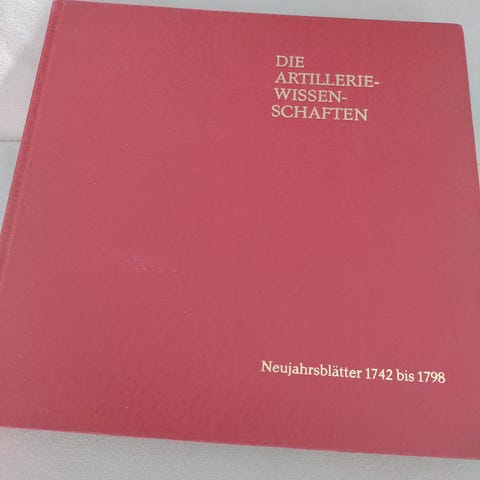 DIE
ARTILLERIE-
WISSEN-
SCHAFTEN
Neujahrsblätter 1742 bis 1798